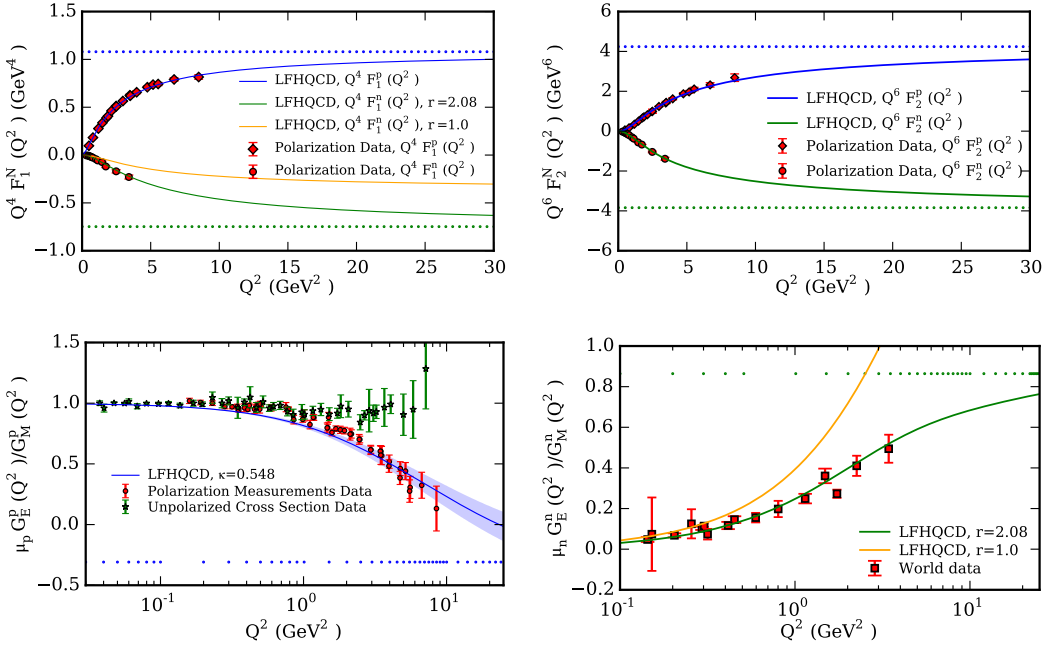 1.5
1.0
0.5
0.0
−0.5
−1.0
Q⁴ F₁ᴺ (Q²) (GeV⁴)
LFHQCD, Q⁴ F₁ᵖ (Q²)
LFHQCD, Q⁴ F₁ⁿ (Q²), r=2.08
LFHQCD, Q⁴ F₁ⁿ (Q²), r=1.0
Polarization Data, Q⁴ F₁ᵖ (Q²)
Polarization Data, Q⁴ F₁ⁿ (Q²)
0 5 10 15 20 25 30
Q² (GeV²)
6
4
2
0
−2
−4
−6
Q⁶ F₂ᴺ (Q²) (GeV⁶)
LFHQCD, Q⁶ F₂ᵖ (Q²)
LFHQCD, Q⁶ F₂ⁿ (Q²)
Polarization Data, Q⁶ F₂ᵖ (Q²)
Polarization Data, Q⁶ F₂ⁿ (Q²)
0 5 10 15 20 25 30
Q² (GeV²)
1.5
1.0
0.5
0.0
−0.5
μₚG_Eᵖ (Q²)/G_Mᵖ (Q²)
LFHQCD, κ=0.548
Polarization Measurements Data
Unpolarized Cross Section Data
10⁻¹ 10⁰ 10¹
Q² (GeV²)
1.0
0.8
0.6
0.4
0.2
0.0
−0.2
μₙG_Eⁿ (Q²)/G_Mⁿ (Q²)
LFHQCD, r=2.08
LFHQCD, r=1.0
World data
10⁻¹ 10⁰ 10¹
Q² (GeV²)